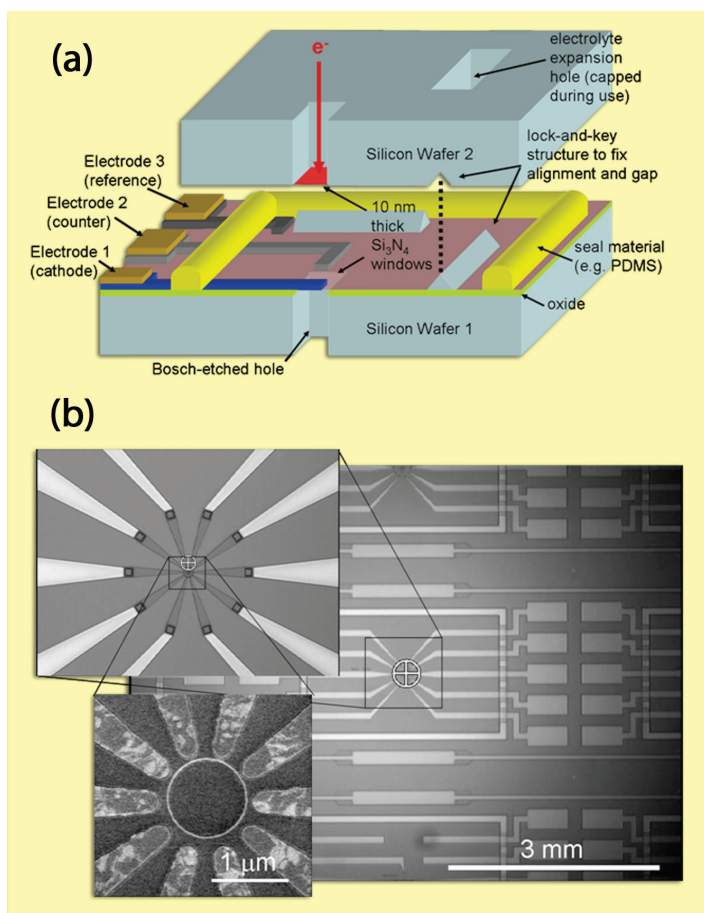 (a)
e-
electrolyte
expansion
hole (capped
during use)
Silicon Wafer 2
lock-and-key
structure to fix
alignment and gap
Electrode 3
(reference)
Electrode 2
(counter)
Electrode 1
(cathode)
10 nm
thick
Si3N4
windows
seal material
(e.g. PDMS)
oxide
Silicon Wafer 1
Bosch-etched hole
(b)
1 μm
3 mm